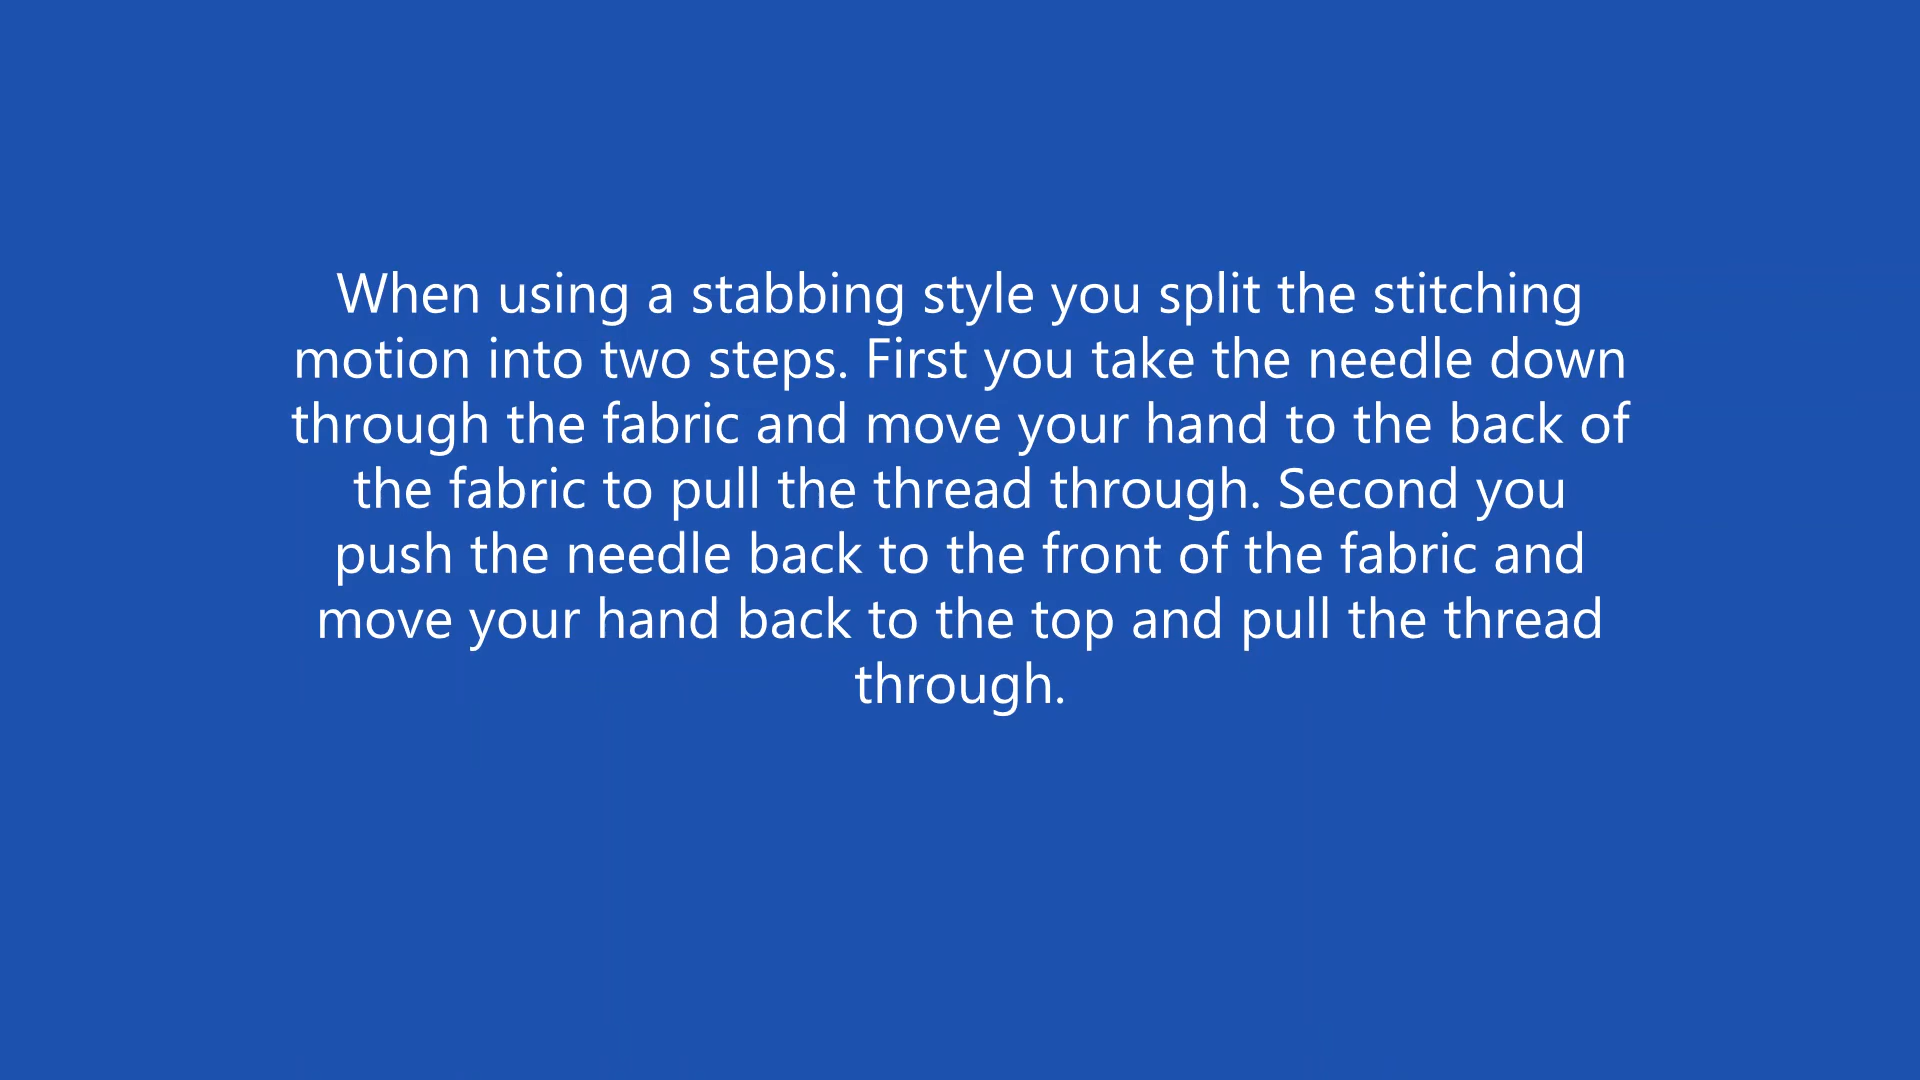 When using a stabbing style you split the stitching
motion into two steps. First you take the needle down
through the fabric and move your hand to the back of
the fabric to pull the thread through. Second you
push the needle back to the front of the fabric and
move your hand back to the top and pull the thread
through.